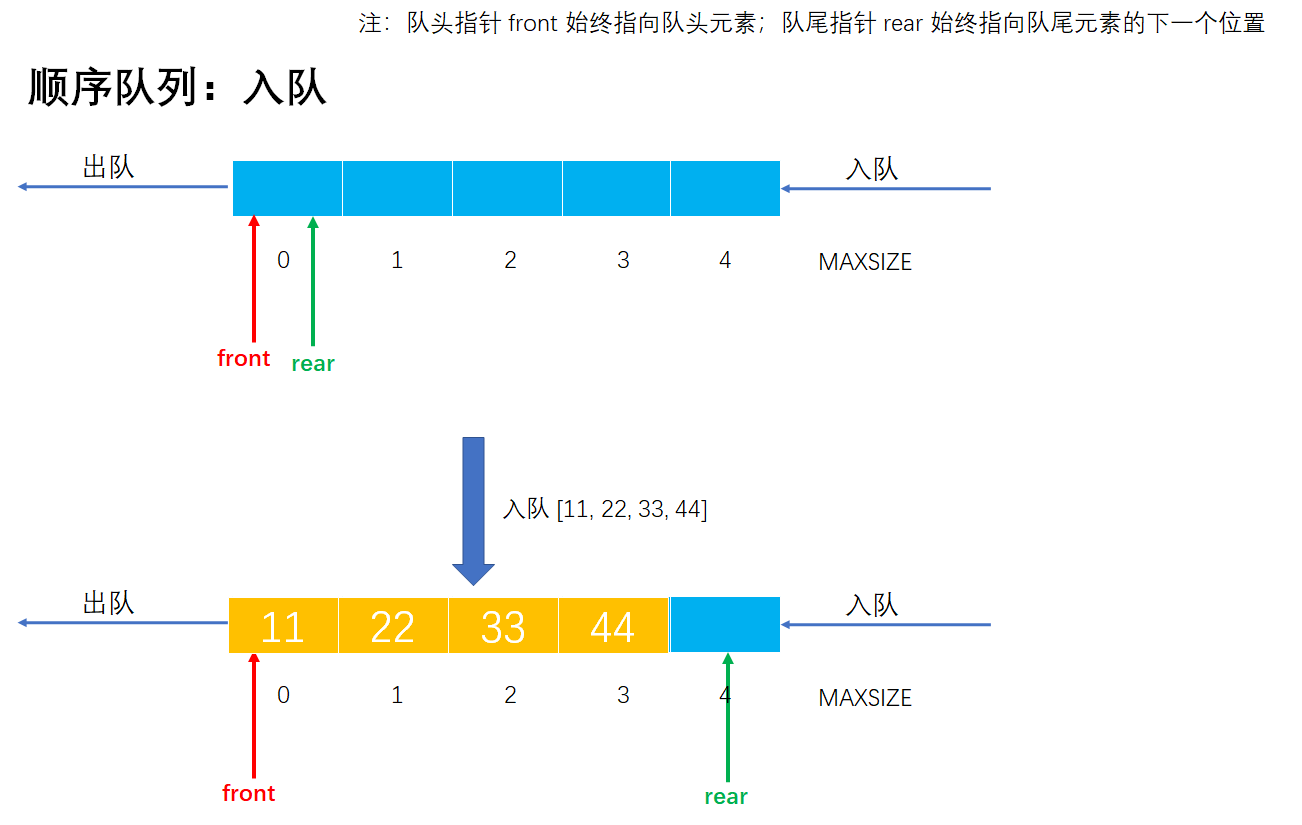 注：队头指针 front 始终指向队头元素；队尾指针 rear 始终指向队尾元素的下一个位置
顺序队列：入队
出队
入队
0 1 2 3 4 MAXSIZE
front rear
入队 [11, 22, 33, 44]
出队
入队
11 22 33 44
0 1 2 3 4 MAXSIZE
front rear